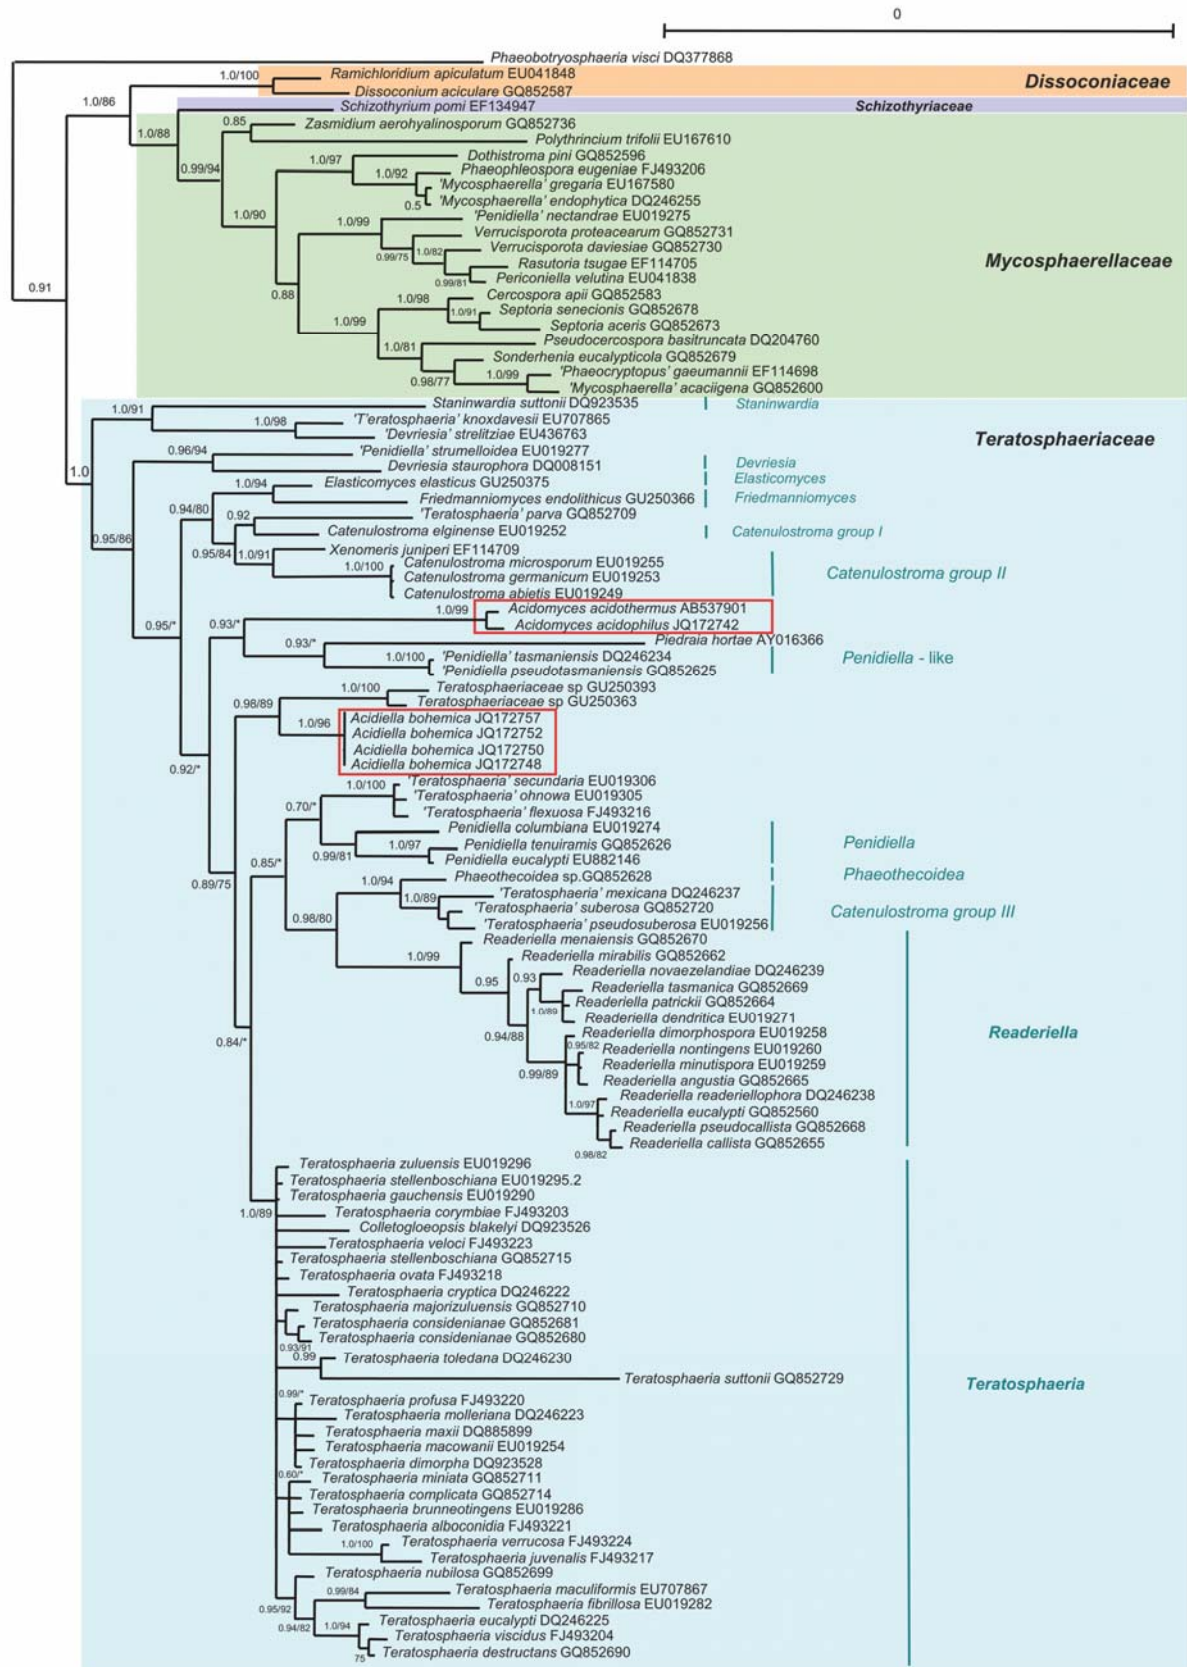 0
Phaeobotryosphaeria visci DQ377868
1.0/100
Ramichloridium apiculatum EU041848
Dissoconium aciculare GQ852587
Dissoconiaceae
1.0/86
Schizothyrium pomi EF134947
Schizothyriaceae
1.0/88
0.85
Zasmidium aerohyalinosporum GQ852736
Polythrincium trifolii EU167610
0.99/94
1.0/97
Dothistroma pini GQ852596
1.0/92
Phaeophleospora eugeniae FJ493206
'Mycosphaerella' gregaria EU167580
0.5
'Mycosphaerella' endophytica DQ246255
1.0/90
1.0/99
'Penidiella' nectandrae EU019275
Verrucisporota proteacearum GQ852731
0.99/75
1.0/82
Verrucisporota daviesiae GQ852730
Rasutoria tsugae EF114705
0.99/81
Periconiella velutina EU041838
Mycosphaerellaceae
0.91
0.88
1.0/98
Cercospora apii GQ852583
1.0/91
Septoria senecionis GQ852678
Septoria aceris GQ852673
1.0/99
1.0/81
Pseudocercospora basitruncata DQ204760
Sonderhenia eucalypticola GQ852679
0.98/77
1.0/99
'Phaeocryptopus' gaeumannii EF114698
'Mycosphaerella' acaciigena GQ852600
1.0/91
Staninwardia suttonii DQ923535
Staninwardia
1.0/98
'T'eratosphaeria' knoxdavesii EU707865
'Devriesia' strelitziae EU436763
Teratosphaeriaceae
1.0
0.96/94
'Penidiella' strumelloidea EU019277
Devriesia staurophora DQ008151
Devriesia
1.0/94
Elasticomyces elasticus GU250375
Elasticomyces
0.94/80
Friedmanniomyces endolithicus GU250366
Friedmanniomyces
0.92
'Teratosphaeria' parva GQ852709
Catenulostroma elginense EU019252
Catenulostroma group I
0.95/86
0.95/84
1.0/91
Xenomeris juniperi EF114709
1.0/100
Catenulostroma microsporum EU019255
Catenulostroma germanicum EU019253
Catenulostroma abietis EU019249
Catenulostroma group II
1.0/99
Acidomyces acidothermus AB537901
Acidomyces acidophilus JQ172742
0.95/*
0.93/*
0.93/*
Piedraia hortae AY016366
1.0/100
'Penidiella' tasmaniensis DQ246234
'Penidiella pseudotasmaniensis GQ852625
Penidiella - like
0.98/89
1.0/100
Teratosphaeriaceae sp GU250393
Teratosphaeriaceae sp GU250363
1.0/96
Acidiella bohemica JQ172757
Acidiella bohemica JQ172752
Acidiella bohemica JQ172750
Acidiella bohemica JQ172748
0.92/*
1.0/100
'Teratosphaeria' secundaria EU019306
'Teratosphaeria' ohnowa EU019305
'Teratosphaeria' flexuosa FJ493216
0.70/*
Penidiella columbiana EU019274
0.99/81
1.0/97
Penidiella tenuiramis GQ852626
Penidiella eucalypti EU882146
Penidiella
0.85/*
0.89/75
1.0/94
Phaeothecoidea sp.GQ852628
Phaeothecoidea
1.0/89
'Teratosphaeria' mexicana DQ246237
'Teratosphaeria' suberosa GQ852720
'Teratosphaeria' pseudosuberosa EU019256
Catenulostroma group III
0.98/80
Readeriella menaiensis GQ852670
1.0/99
Readeriella mirabilis GQ852662
0.95
0.93
Readeriella novaezelandiae DQ246239
Readeriella tasmanica GQ852669
Readeriella patrickii GQ852664
1.0/89
Readeriella dendritica EU019271
0.94/88
Readeriella dimorphospora EU019258
0.95/82
Readeriella nontingens EU019260
Readeriella minutispora EU019259
0.99/89
Readeriella angustia GQ852665
Readeriella readeriellophora DQ246238
1.0/97
Readeriella eucalypti GQ852560
Readeriella pseudocallista GQ852668
Readeriella callista GQ852655
0.98/82
Readeriella
0.84/*
Teratosphaeria zuluensis EU019296
Teratosphaeria stellenboschiana EU019295.2
Teratosphaeria gauchensis EU019290
1.0/89
Teratosphaeria corymbiae FJ493203
Colletogloeopsis blakelyi DQ923526
Teratosphaeria veloci FJ493223
Teratosphaeria stellenboschiana GQ852715
Teratosphaeria ovata FJ493218
Teratosphaeria cryptica DQ246222
Teratosphaeria majorizuluensis GQ852710
Teratosphaeria considenianae GQ852681
Teratosphaeria considenianae GQ852680
0.93/91
0.99
Teratosphaeria toledana DQ246230
Teratosphaeria suttonii GQ852729
Teratosphaeria
0.99/*
Teratosphaeria profusa FJ493220
Teratosphaeria molleriana DQ246223
Teratosphaeria maxii DQ885899
Teratosphaeria macowanii EU019254
Teratosphaeria dimorpha DQ923528
0.60/*
Teratosphaeria miniata GQ852711
Teratosphaeria complicata GQ852714
Teratosphaeria brunneotingens EU019286
Teratosphaeria alboconidia FJ493221
1.0/100
Teratosphaeria verrucosa FJ493224
Teratosphaeria juvenalis FJ493217
Teratosphaeria nubilosa GQ852699
0.99/84
Teratosphaeria maculiformis EU707867
Teratosphaeria fibrillosa EU019282
0.95/92
0.94/82
1.0/94
Teratosphaeria eucalypti DQ246225
Teratosphaeria viscidus FJ493204
75
Teratosphaeria destructans GQ852690